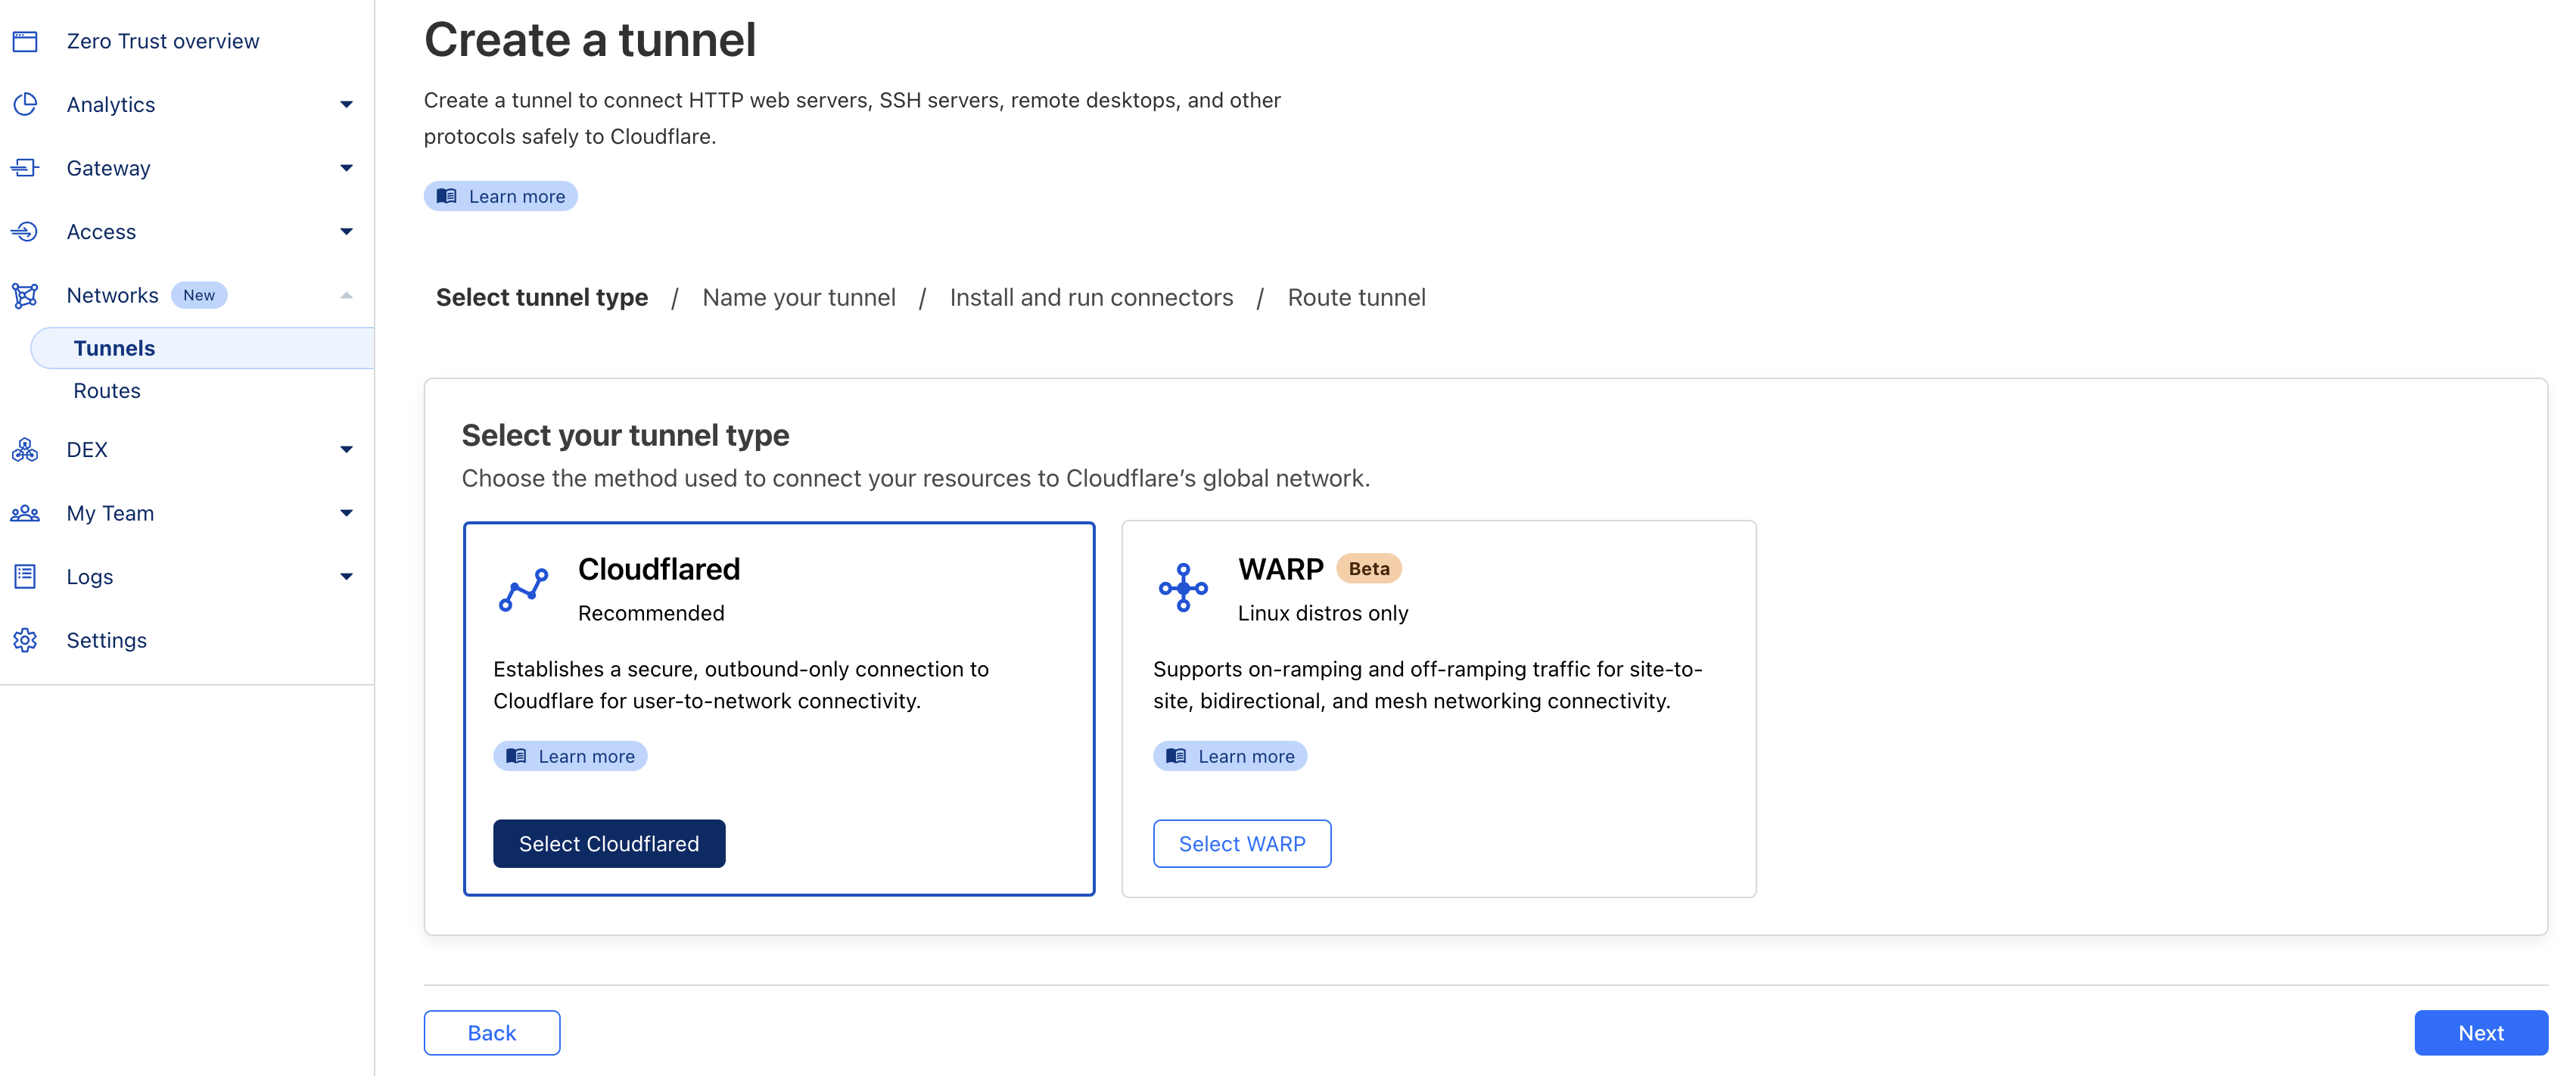 Zero Trust overview
Analytics
Gateway
Access
Networks New
Tunnels
Routes
DEX
My Team
Logs
Settings
Create a tunnel
Create a tunnel to connect HTTP web servers, SSH servers, remote desktops, and other
protocols safely to Cloudflare.
Learn more
Select tunnel type / Name your tunnel / Install and run connectors / Route tunnel
Select your tunnel type
Choose the method used to connect your resources to Cloudflare’s global network.
Cloudflared
Recommended
Establishes a secure, outbound-only connection to
Cloudflare for user-to-network connectivity.
Learn more
Select Cloudflared
WARP Beta
Linux distros only
Supports on-ramping and off-ramping traffic for site-to-
site, bidirectional, and mesh networking connectivity.
Learn more
Select WARP
Back
Next